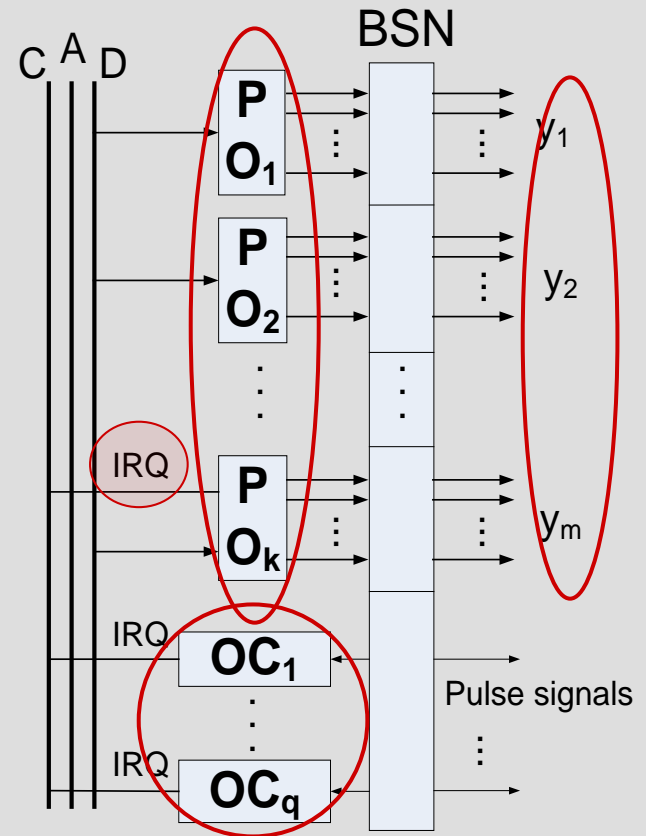 BSN
C A D
P
O1
y1
P
O2
y2
IRQ
P
Ok
ym
IRQ
OC1
Pulse signals
IRQ
OCq